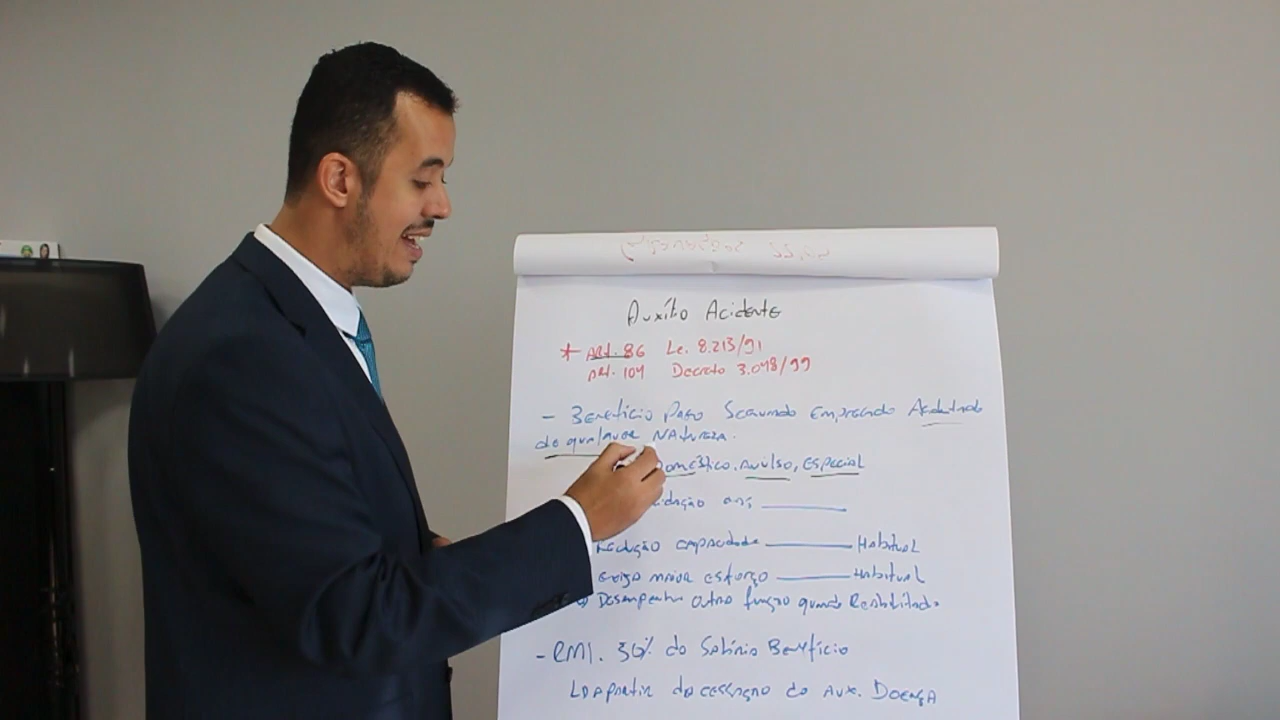 Auxílio Acidente
* Art. 86 Le. 8.213/91
Art. 104 Decreto 3.048/99
- Benefício Pago Segurado Empregado Acidentado
de qualquer Natureza.
Doméstico, Avulso, Especial
Redução capacidade ——— Habitual
exija maior esforço ——— Habitual
Desempenho outra função quando Reabilitado
- RMI. 50% do Salário Benefício
↳ a partir da cessação do Aux. Doença